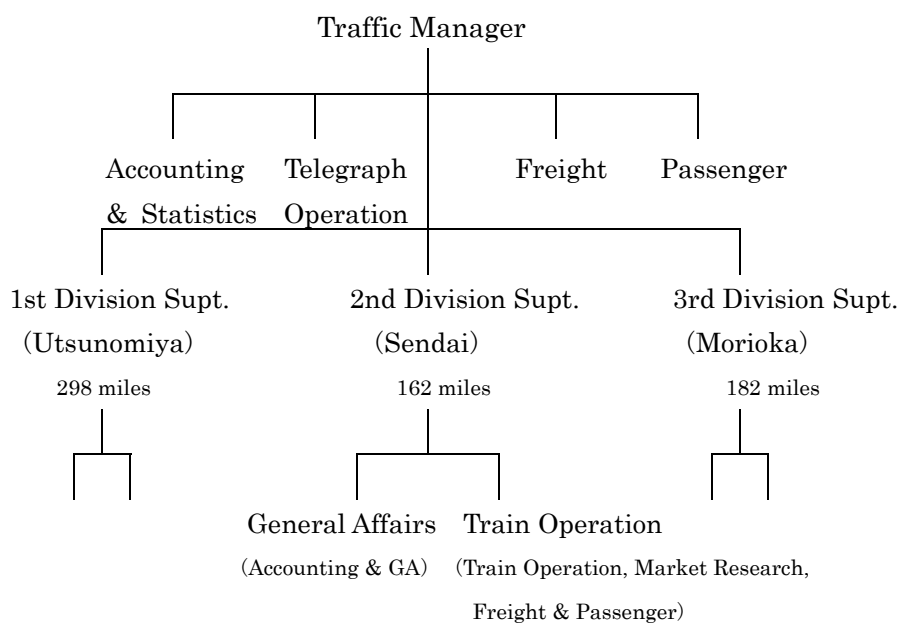 Traffic Manager
Accounting Telegraph Freight Passenger
& Statistics Operation
1st Division Supt. 2nd Division Supt. 3rd Division Supt.
(Utsunomiya) (Sendai) (Morioka)
298 miles 162 miles 182 miles
General Affairs Train Operation
(Accounting & GA) (Train Operation, Market Research,
Freight & Passenger)